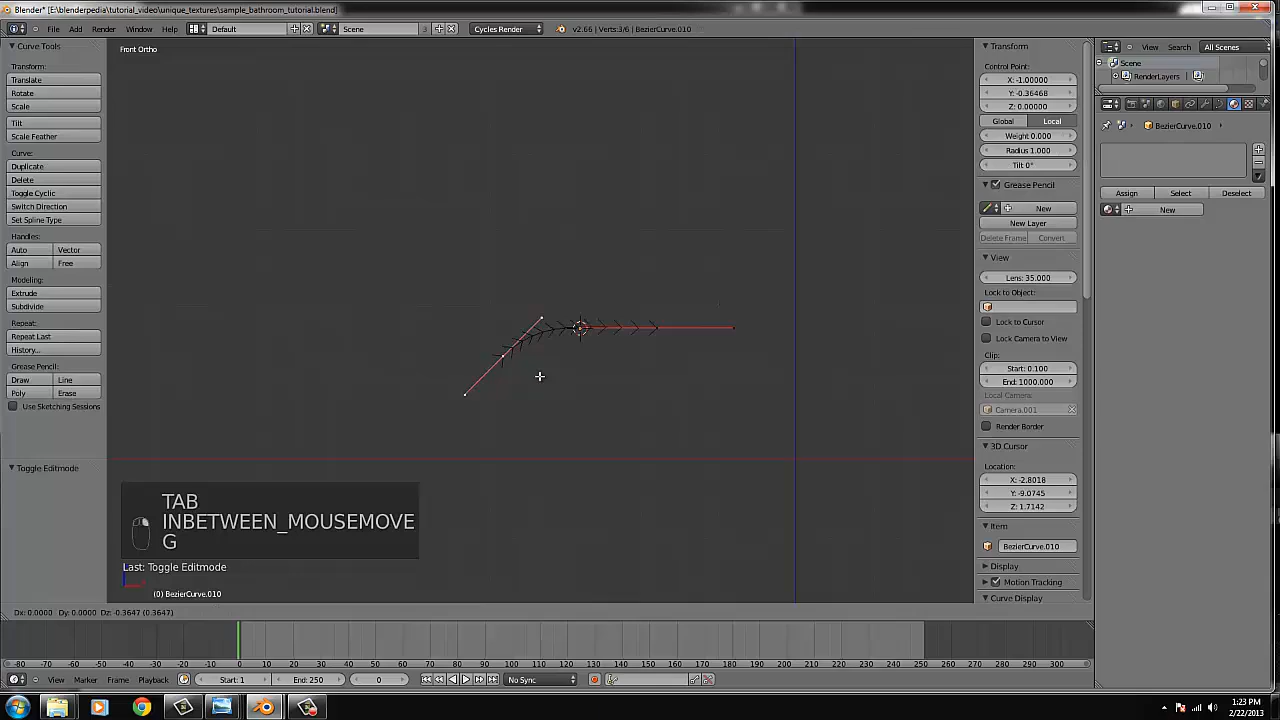 Blender* [E:\blenderpedia\tutorial_video\unique_textures\sample_bathroom_tutorial.blend]
File Add Render Window Help Default Scene 3 Cycles Render v2.66 | Verts:3/6 | BezierCurve.010
Curve Tools
Transform:
Translate
Rotate
Scale
Tilt
Scale Feather
Curve:
Duplicate
Delete
Toggle Cyclic
Switch Direction
Set Spline Type
Handles:
Auto Vector
Align Free
Modeling:
Extrude
Subdivide
Repeat:
Repeat Last
History...
Grease Pencil:
Draw Line
Poly Erase
Use Sketching Sessions
Toggle Editmode
Front Ortho
TAB
INBETWEEN_MOUSEMOVE
G
Last: Toggle Editmode
(0) BezierCurve.010
Dx: 0.0000 Dy: 0.0000 Dz: -0.3647 (0.3647)
Transform
Control Point:
X: -1.00000
Y: -0.36468
Z: 0.00000
Global Local
Weight 0.000
Radius 1.000
Tilt 0°
Grease Pencil
New
New Layer
Delete Frame Convert
View
Lens: 35.000
Lock to Object:
Lock to Cursor
Lock Camera to View
Clip:
Start: 0.100
End: 1000.000
Local Camera:
Camera.001
Render Border
3D Cursor
Location:
X: -2.8018
Y: -9.0745
Z: 1.7142
Item
BezierCurve.010
Display
Motion Tracking
Curve Display
View Search All Scenes
Scene
RenderLayers
BezierCurve.010
Assign Select Deselect
New
-80 -70 -60 -50 -40 -30 -20 -10 0 10 20 30 40 50 60 70 80 90 100 110 120 130 140 150 160 170 180 190 200 210 220 230 240 250 260 270 280 290 300
View Marker Frame Playback Start: 1 End: 250 0 No Sync
1:23 PM
2/22/2013